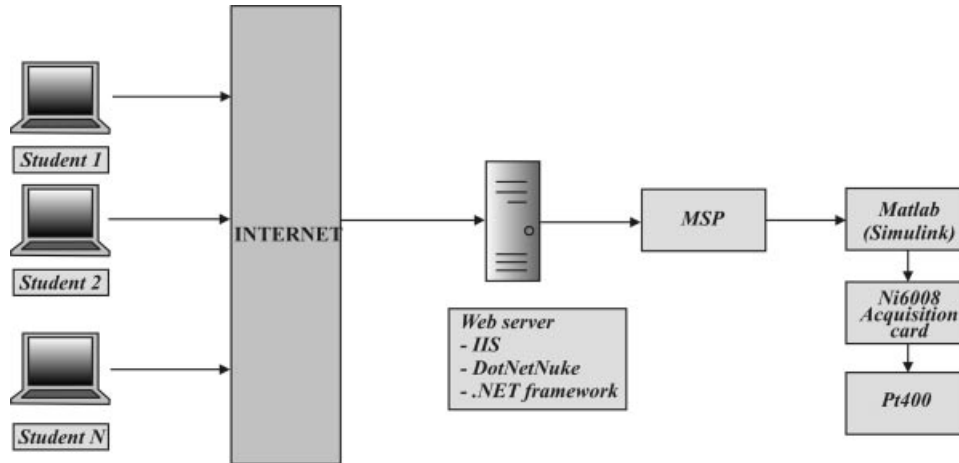 Student 1
Student 2
Student N
INTERNET
Web server
- IIS
- DotNetNuke
- .NET framework
MSP
Matlab
(Simulink)
Ni6008
Acquisition
card
Pt400